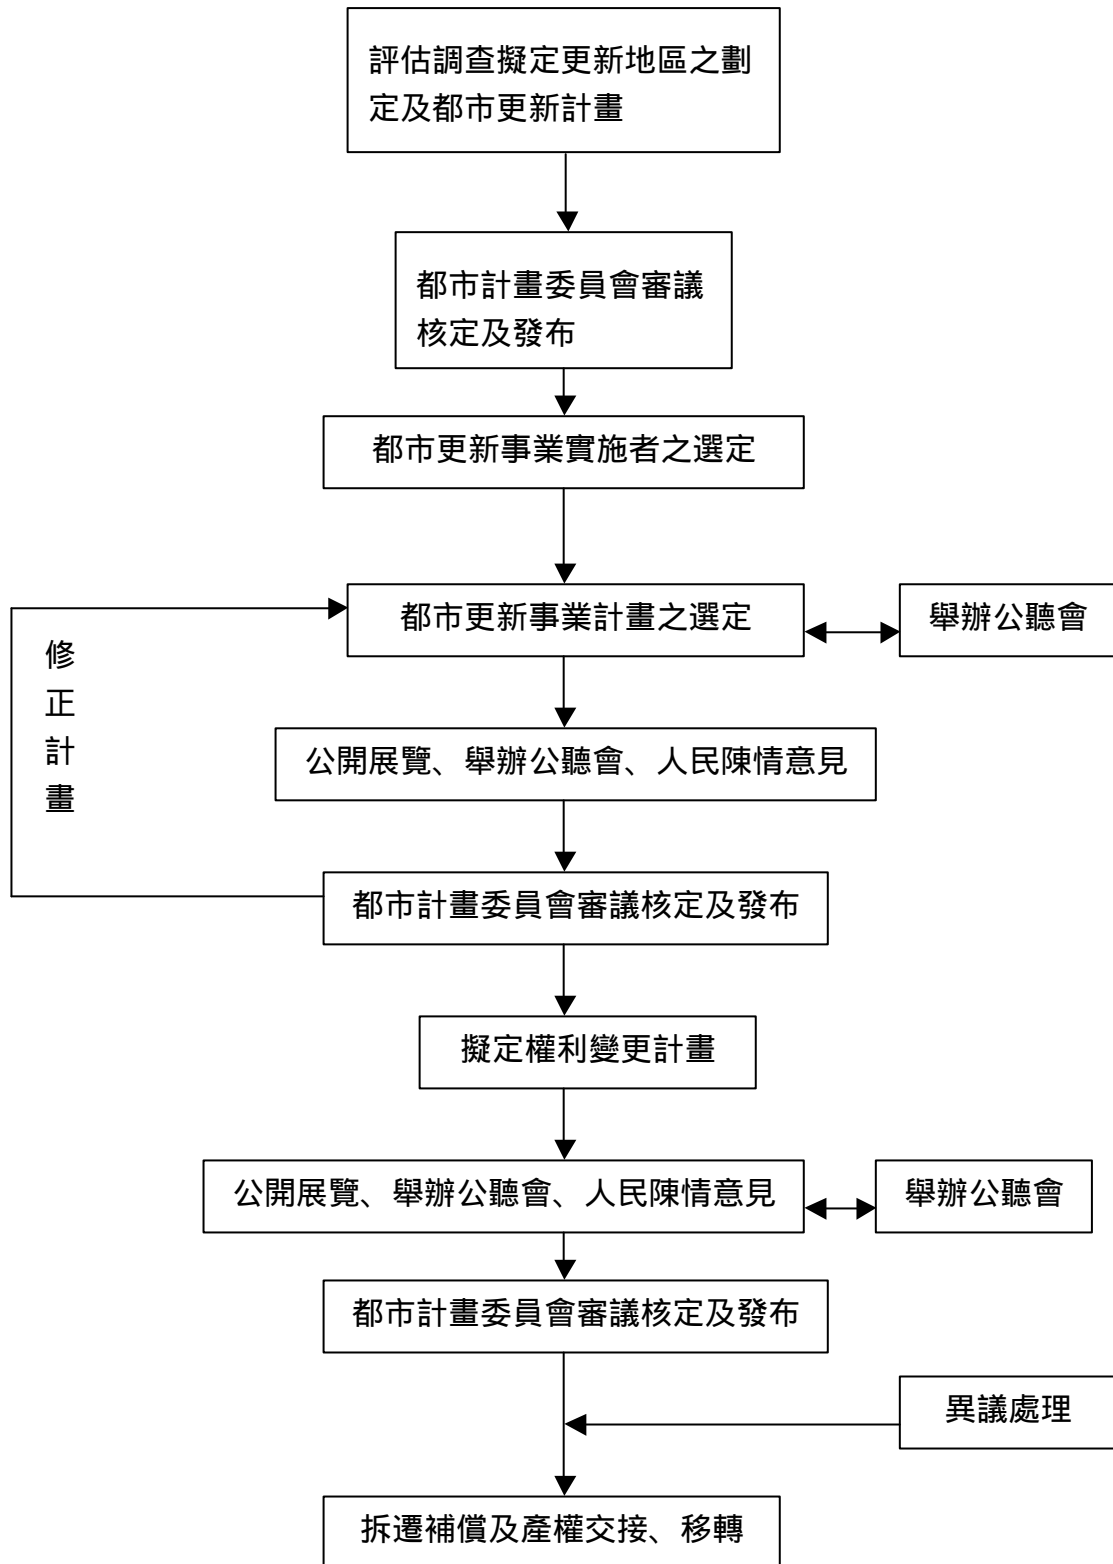 評估調查擬定更新地區之劃
定及都市更新計畫
都市計畫委員會審議
核定及發布
都市更新事業實施者之選定
都市更新事業計畫之選定
舉辦公聽會
修
正
計
畫
公開展覽、舉辦公聽會、人民陳情意見
都市計畫委員會審議核定及發布
擬定權利變更計畫
公開展覽、舉辦公聽會、人民陳情意見
舉辦公聽會
都市計畫委員會審議核定及發布
異議處理
拆遷補償及產權交接、移轉